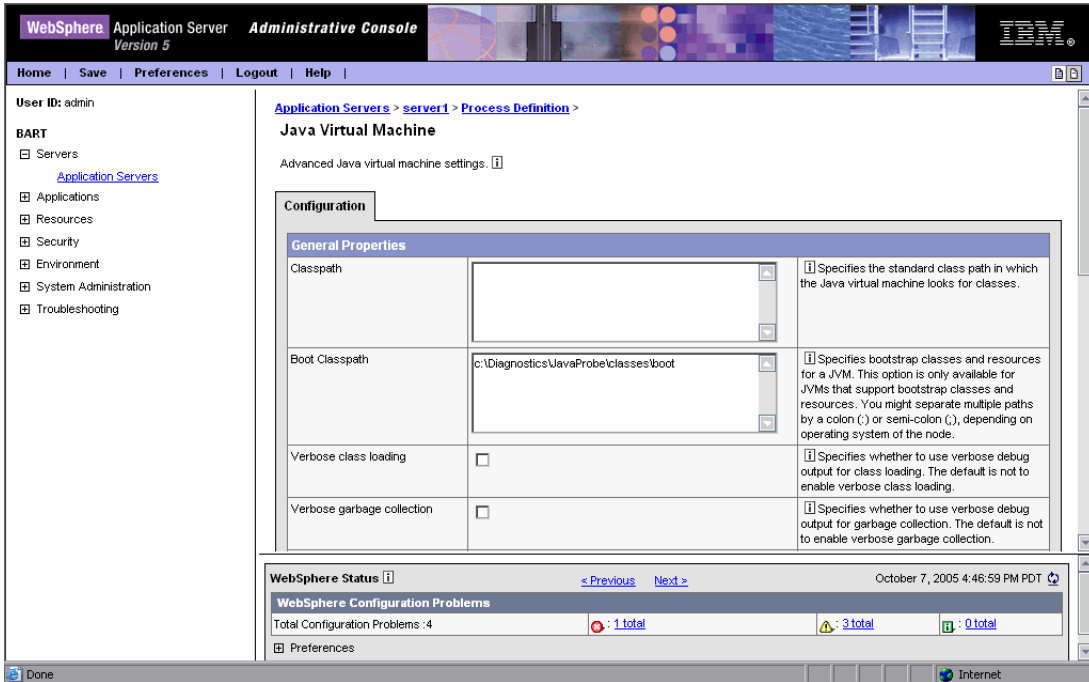 WebSphere Application Server Administrative Console
Version 5
IBM®
Home | Save | Preferences | Logout | Help |
User ID: admin
BART
Servers
Application Servers
Applications
Resources
Security
Environment
System Administration
Troubleshooting
Application Servers > server1 > Process Definition >
Java Virtual Machine
Advanced Java virtual machine settings. i
Configuration
General Properties
Classpath
i Specifies the standard class path in which
the Java virtual machine looks for classes.
Boot Classpath
c:\Diagnostics\JavaProbe\classes\boot
i Specifies bootstrap classes and resources
for a JVM. This option is only available for
JVMs that support bootstrap classes and
resources. You might separate multiple paths
by a colon (:) or semi-colon (;), depending on
operating system of the node.
Verbose class loading
i Specifies whether to use verbose debug
output for class loading. The default is not to
enable verbose class loading.
Verbose garbage collection
i Specifies whether to use verbose debug
output for garbage collection. The default is not
to enable verbose garbage collection.
WebSphere Status i
< Previous Next >
October 7, 2005 4:46:59 PM PDT
WebSphere Configuration Problems
Total Configuration Problems :4
: 1 total
: 3 total
: 0 total
Preferences
Done
Internet